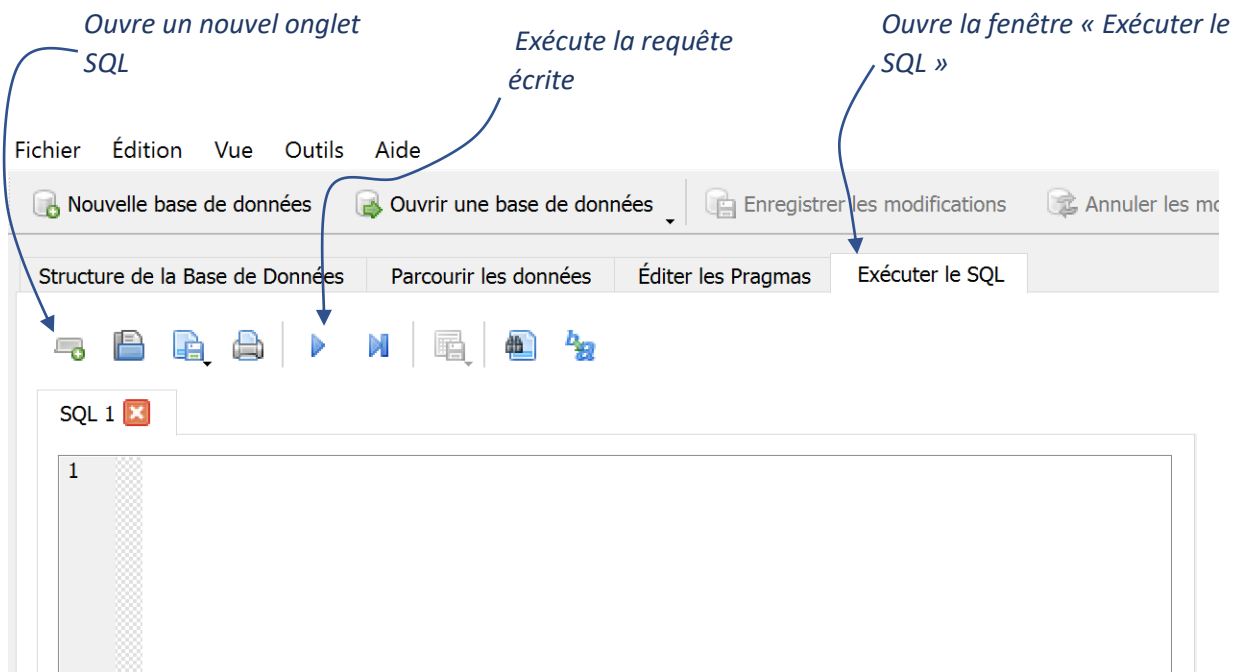 Ouvre un nouvel onglet
SQL
Exécute la requête
écrite
Ouvre la fenêtre « Exécuter le
SQL »
Fichier Édition Vue Outils Aide
Nouvelle base de données Ouvrir une base de données Enregistrer les modifications Annuler les mo
Structure de la Base de Données Parcourir les données Éditer les Pragmas Exécuter le SQL
SQL 1
1